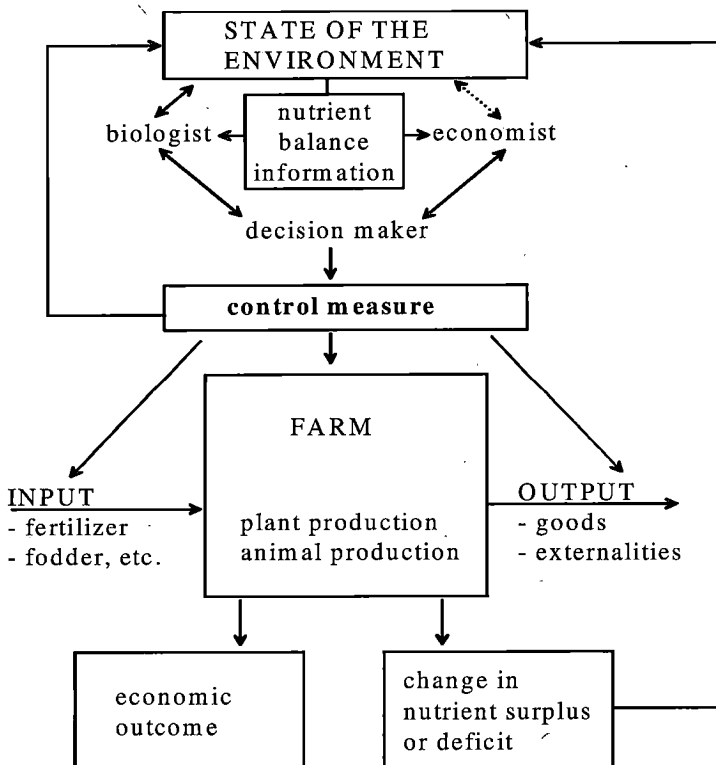 STATE OF THE
ENVIRONMENT
nutrient
balance
information
biologist
economist
decision maker
control measure
FARM
plant production
animal production
INPUT
- fertilizer
- fodder, etc.
OUTPUT
- goods
- externalities
economic
outcome
change in
nutrient surplus
or deficit